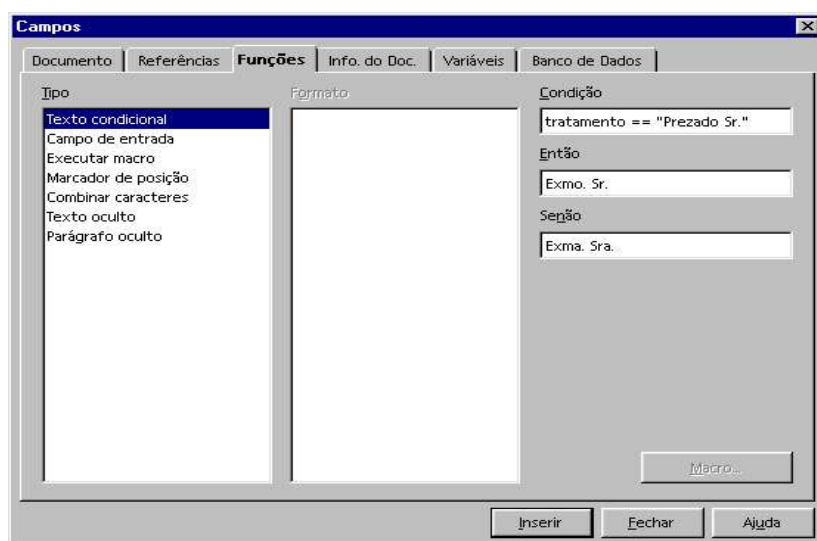 Campos
Documento Referências Funções Info. do Doc. Variáveis Banco de Dados
Tipo
Texto condicional
Campo de entrada
Executar macro
Marcador de posição
Combinar caracteres
Texto oculto
Parágrafo oculto
Formato
Condição
tratamento == "Prezado Sr."
Então
Exmo. Sr.
Senão
Exma. Sra.
Macro...
Inserir Fechar Ajuda